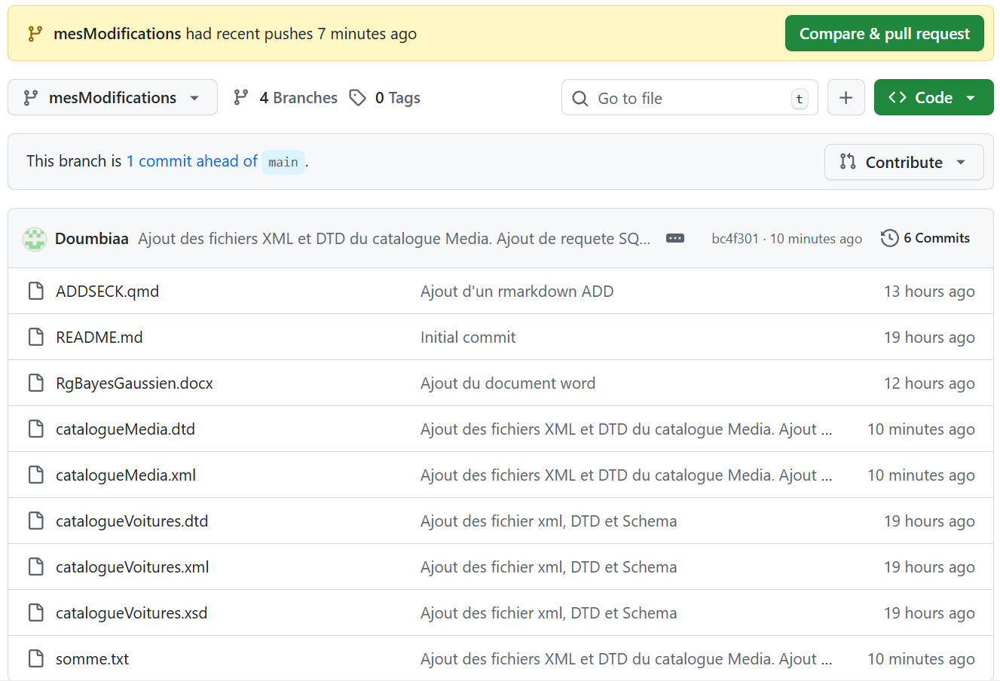 mesModifications had recent pushes 7 minutes ago Compare & pull request
mesModifications 4 Branches 0 Tags Go to file t + Code
This branch is 1 commit ahead of main . Contribute
Doumbiaa Ajout des fichiers XML et DTD du catalogue Media. Ajout de requete SQ... bc4f301 · 10 minutes ago 6 Commits
ADDSECK.qmd Ajout d'un rmarkdown ADD 13 hours ago
README.md Initial commit 19 hours ago
RgBayesGaussien.docx Ajout du document word 12 hours ago
catalogueMedia.dtd Ajout des fichiers XML et DTD du catalogue Media. Ajout ... 10 minutes ago
catalogueMedia.xml Ajout des fichiers XML et DTD du catalogue Media. Ajout ... 10 minutes ago
catalogueVoitures.dtd Ajout des fichier xml, DTD et Schema 19 hours ago
catalogueVoitures.xml Ajout des fichier xml, DTD et Schema 19 hours ago
catalogueVoitures.xsd Ajout des fichier xml, DTD et Schema 19 hours ago
somme.txt Ajout des fichiers XML et DTD du catalogue Media. Ajout ... 10 minutes ago